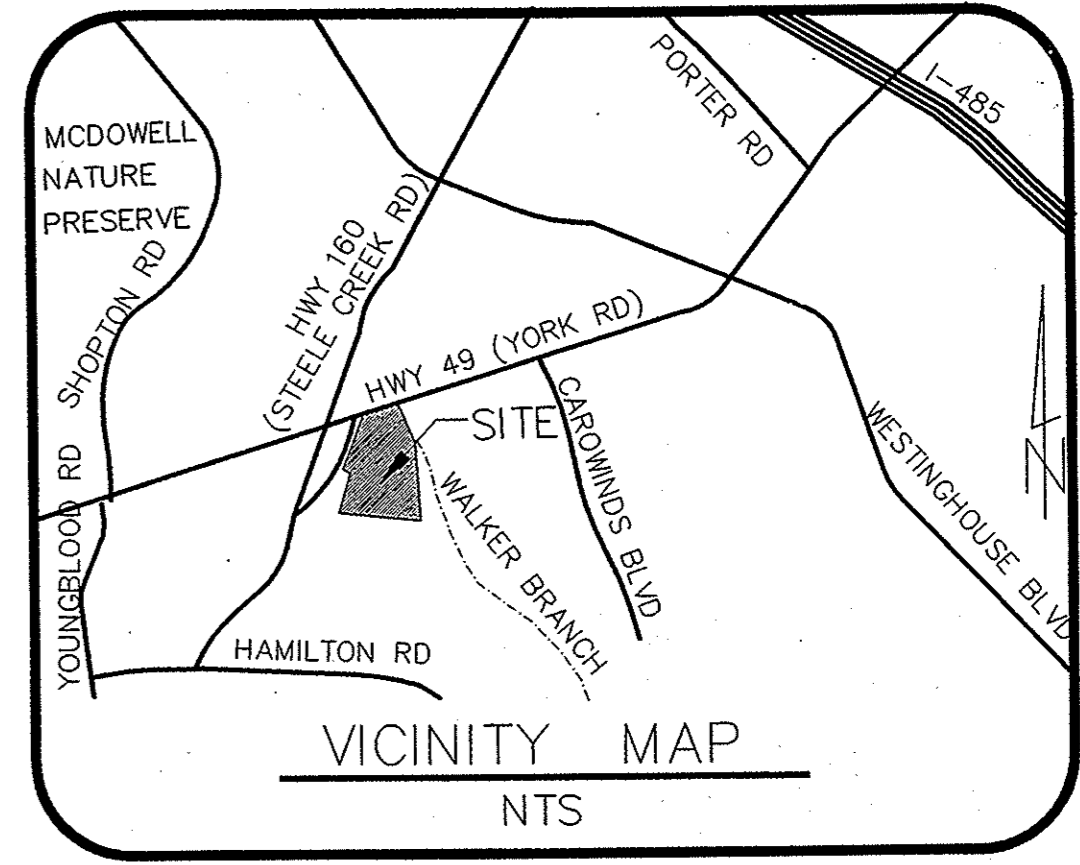 MCDOWELL
NATURE
PRESERVE
SHOPTON RD
HWY 160
(STEELE CREEK RD)
PORTER RD
I-485
HWY 49 (YORK RD)
SITE
CAROWINDS BLVD
WESTINGHOUSE BLVD
WALKER BRANCH
YOUNGBLOOD RD
HAMILTON RD
N
VICINITY MAP
NTS